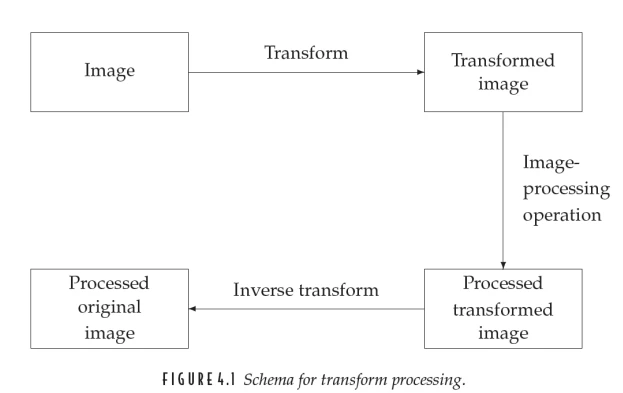 Image
Transform
Transformed
image
Image-
processing
operation
Processed
transformed
image
Inverse transform
Processed
original
image
FIGURE 4.1 Schema for transform processing.